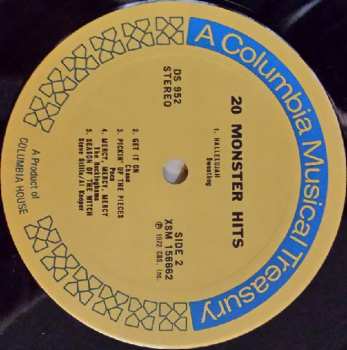 A Columbia Musical Treasury
20 MONSTER HITS
DS 952
STEREO
SIDE 2
XSM 156662
℗ 1972 CBS, Inc.
1. HALLELUJAH
Sweathog
2. GET IT ON
Chase
3. PICKIN' UP THE PIECES
Poco
4. MERCY, MERCY, MERCY
The Buckinghams
5. SEASON OF THE WITCH
Steve Stills/Al Kooper
A Product of
COLUMBIA HOUSE